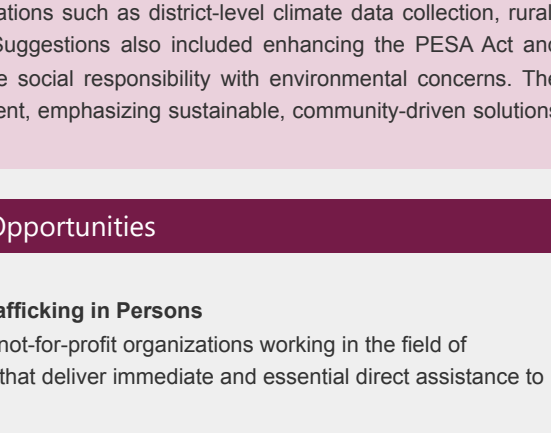 ations such as district-level climate data collection, rural
Suggestions also included enhancing the PESA Act and
e social responsibility with environmental concerns. The
ent, emphasizing sustainable, community-driven solutions
Opportunities
afficking in Persons
not-for-profit organizations working in the field of
that deliver immediate and essential direct assistance to